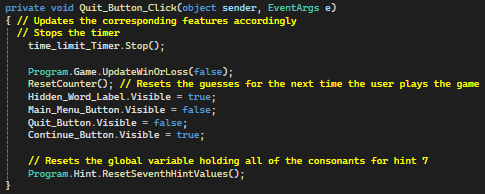 private void Quit_Button_Click(object sender, EventArgs e)
{ // Updates the corresponding features accordingly
// Stops the timer
time_limit_Timer.Stop();
Program.Game.UpdateWinOrLoss(false);
ResetCounter(); // Resets the guesses for the next time the user plays the game
Hidden_Word_Label.Visible = true;
Main_Menu_Button.Visible = false;
Quit_Button.Visible = false;
Continue_Button.Visible = true;
// Resets the global variable holding all of the consonants for hint 7
Program.Hint.ResetSeventhHintValues();
}